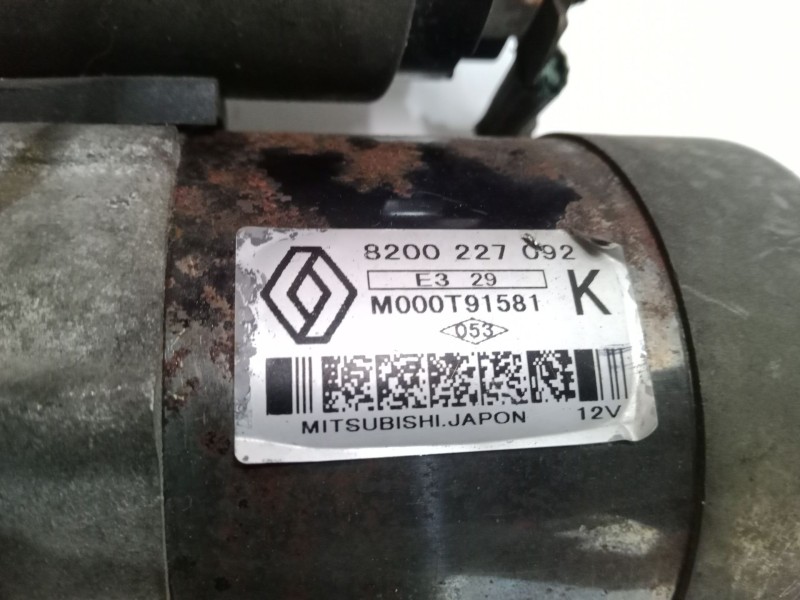 8200 227 092
E3 29
M000T91581
K
053
MITSUBISHI.JAPON 12V